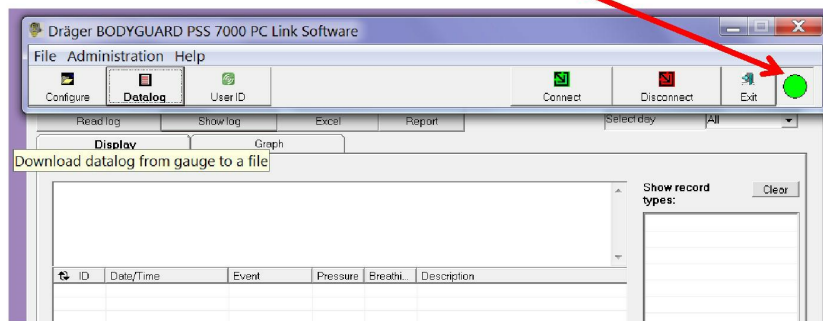 Dräger BODYGUARD PSS 7000 PC Link Software
File Administration Help
Configure Datalog User ID Connect Disconnect Exit
Read log Show log Excel Report Select day All
Display Graph
Download datalog from gauge to a file
Show record types:
Clear
ID Date/Time Event Pressure Breathi... Description